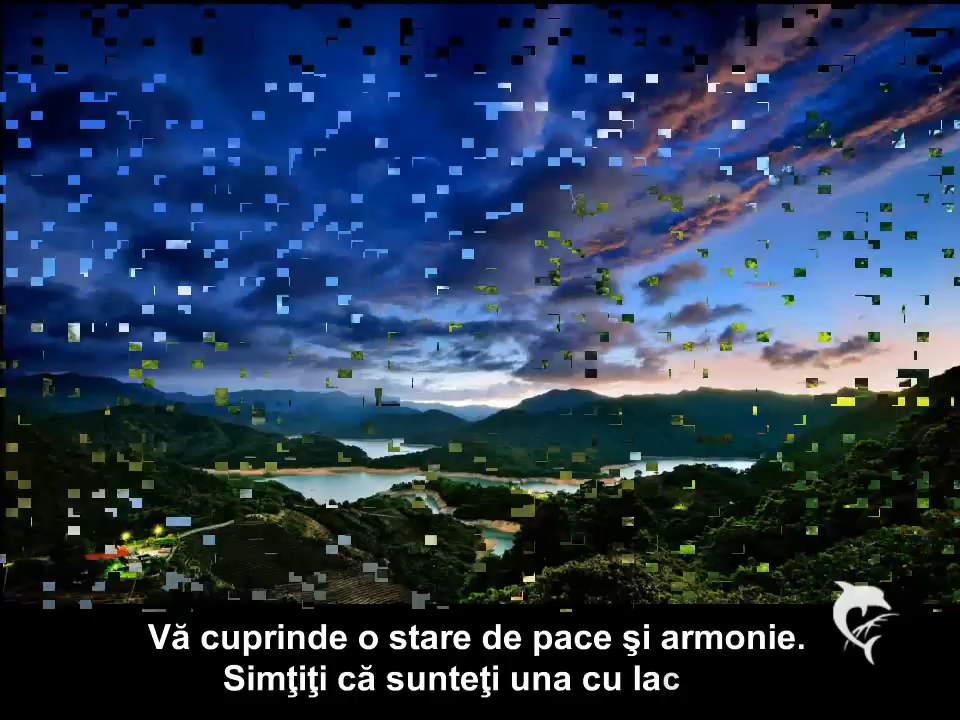 Vă cuprinde o stare de pace şi armonie.
Simţiţi că sunteţi una cu lac